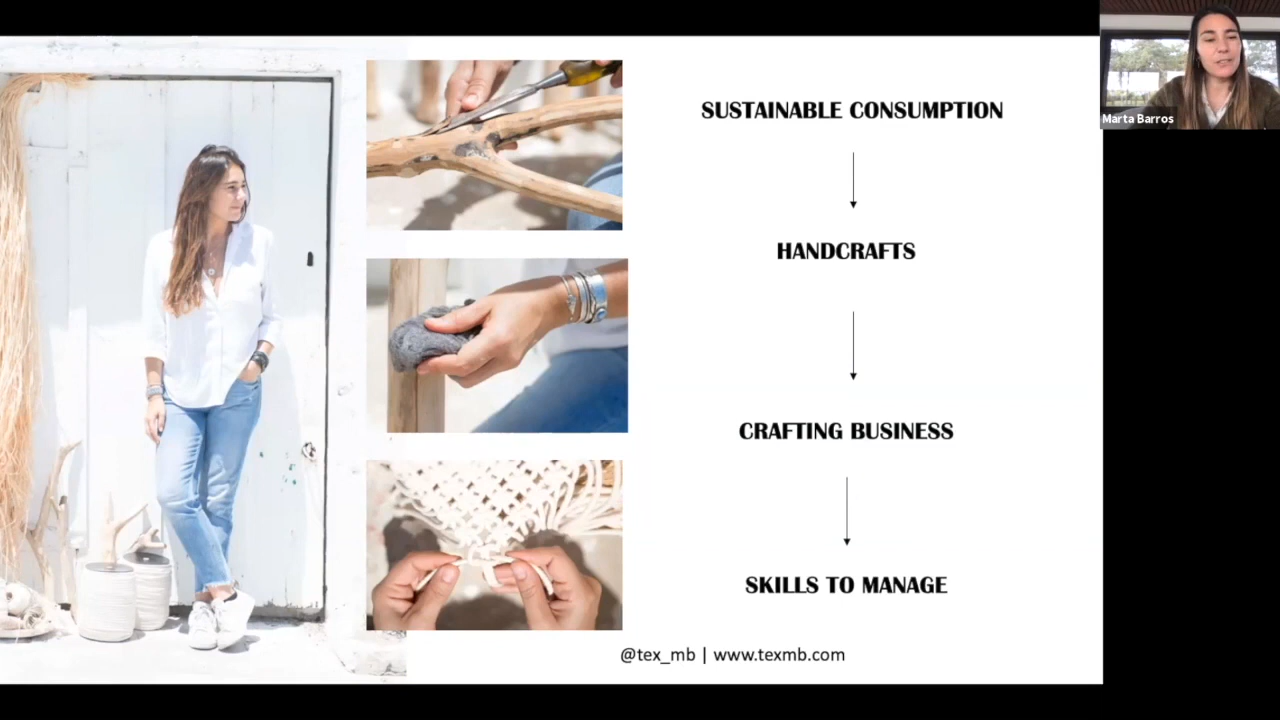 SUSTAINABLE CONSUMPTION
Marta Barros
HANDCRAFTS
CRAFTING BUSINESS
SKILLS TO MANAGE
@tex_mb | www.texmb.com